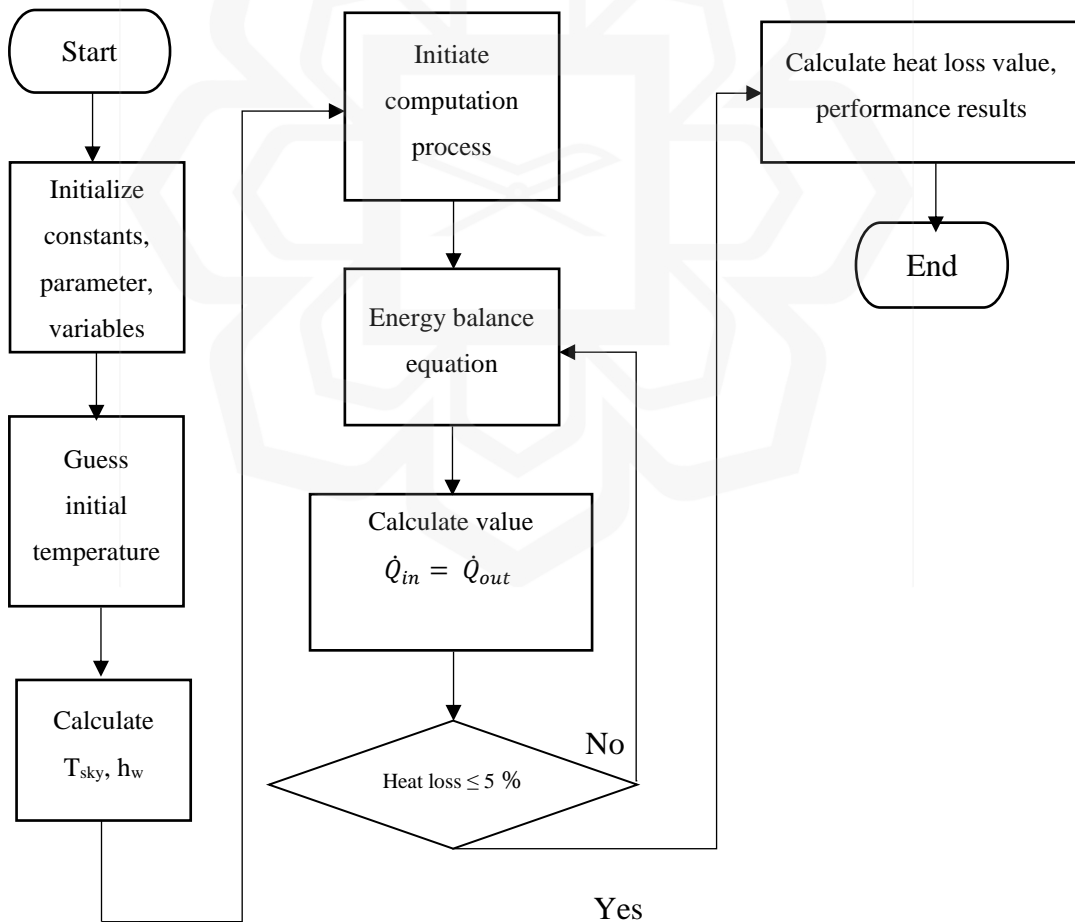 Start
Initialize
constants,
parameter,
variables
Guess
initial
temperature
Calculate
Tsky, hw
Initiate
computation
process
Energy balance
equation
Calculate value
Q̇in = Q̇out
Heat loss ≤ 5 %
No
Yes
Calculate heat loss value,
performance results
End